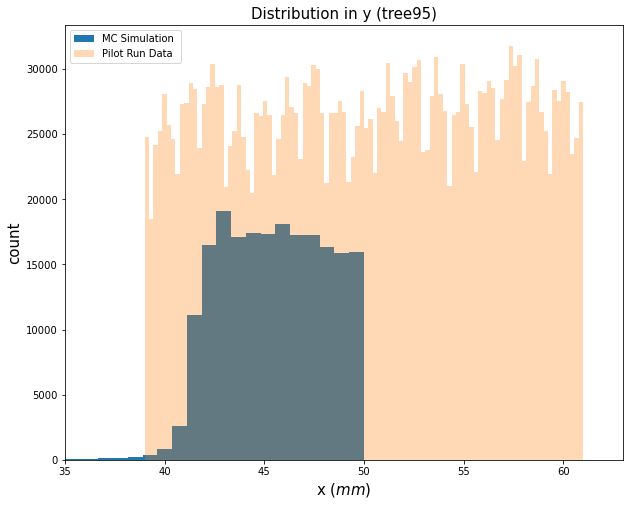 Distribution in y (tree95)
MC Simulation
Pilot Run Data
count
30000
25000
20000
15000
10000
5000
0
35 40 45 50 55 60
x (mm)